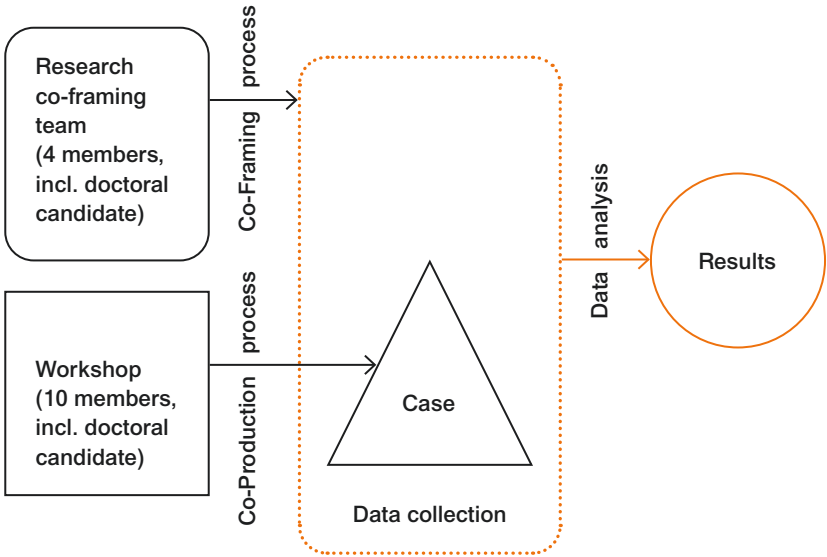 Research
co-framing
team
(4 members,
incl. doctoral
candidate)
Co-Framing process
Workshop
(10 members,
incl. doctoral
candidate)
Co-Production process
Case
Data collection
Data analysis
Results